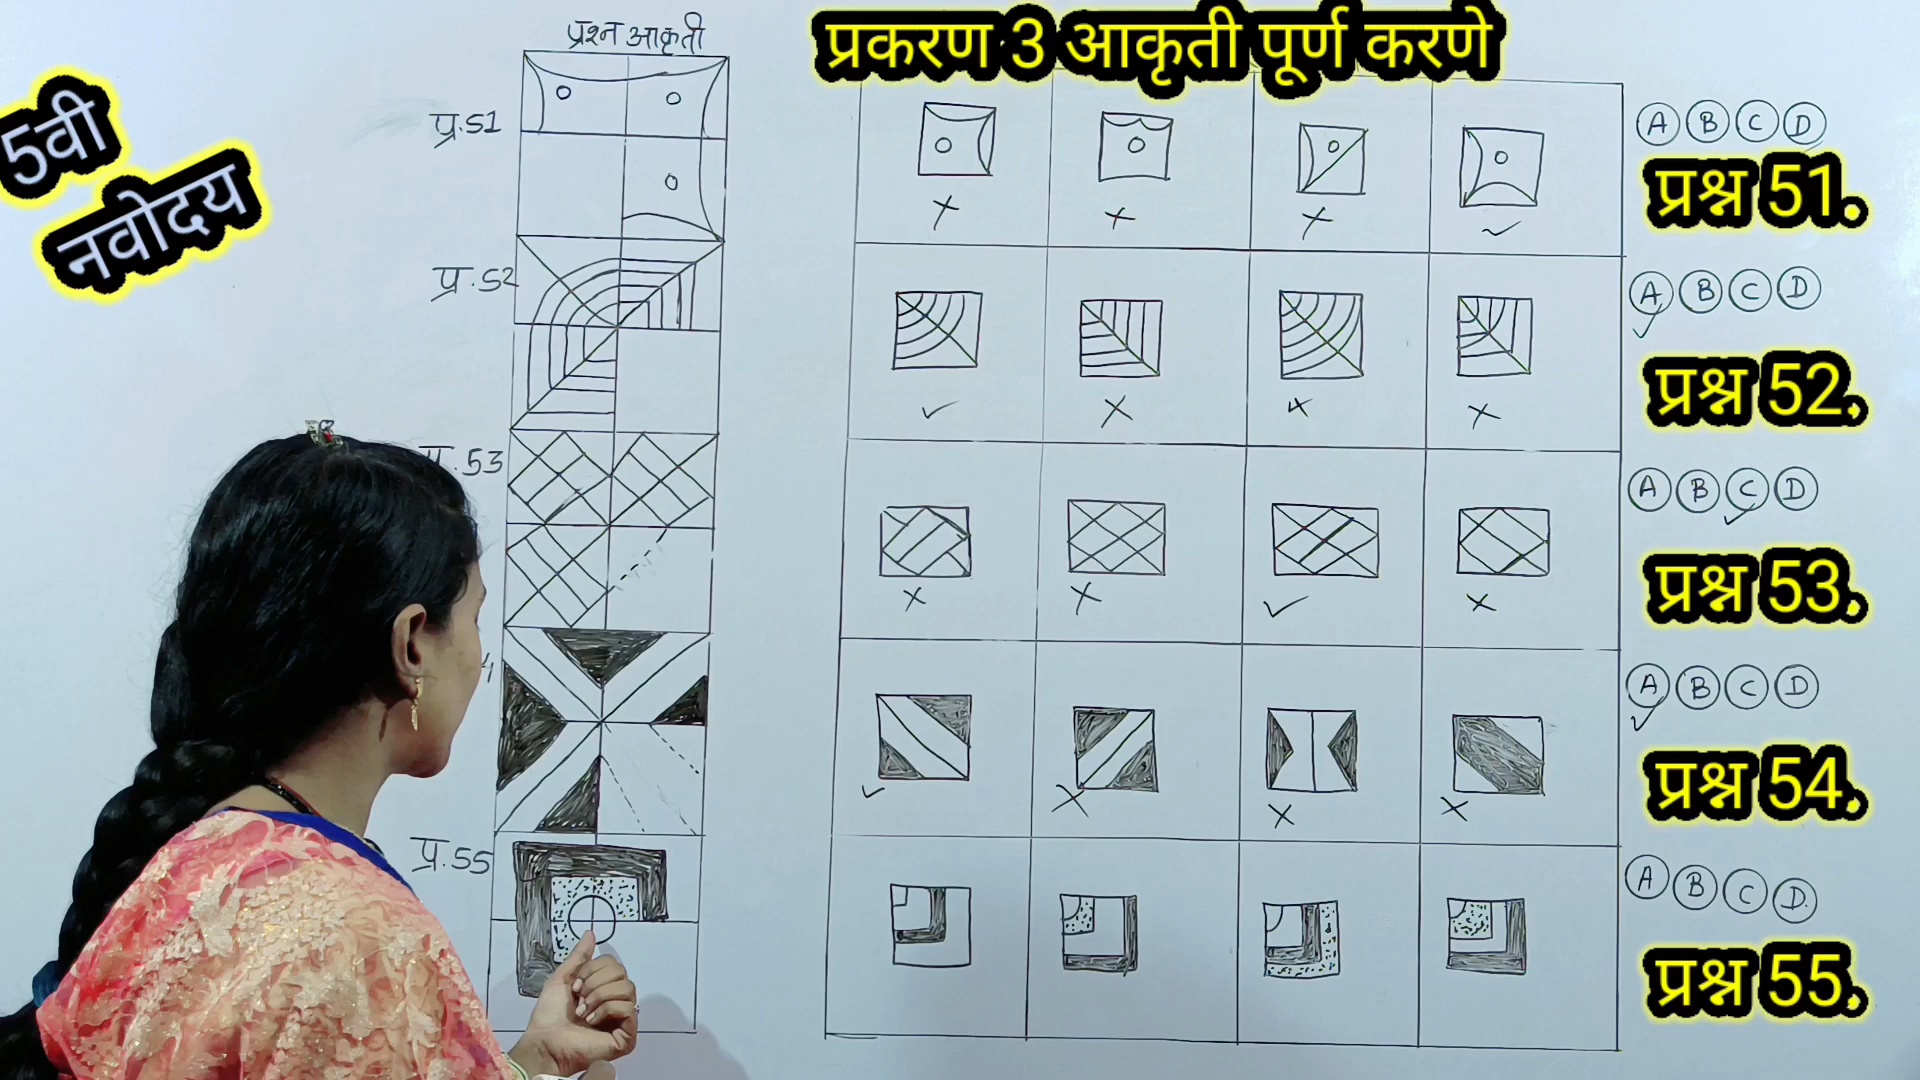 प्रश्न आकृती
प्रकरण 3 आकृती पूर्ण करणे
5वी
नवोदय
प्र.51
A B C D
प्रश्न 51.
प्र.52
A B C D
प्रश्न 52.
प्र.53
A B C D
प्रश्न 53.
4
A B C D
प्रश्न 54.
प्र.55
A B C D.
प्रश्न 55.